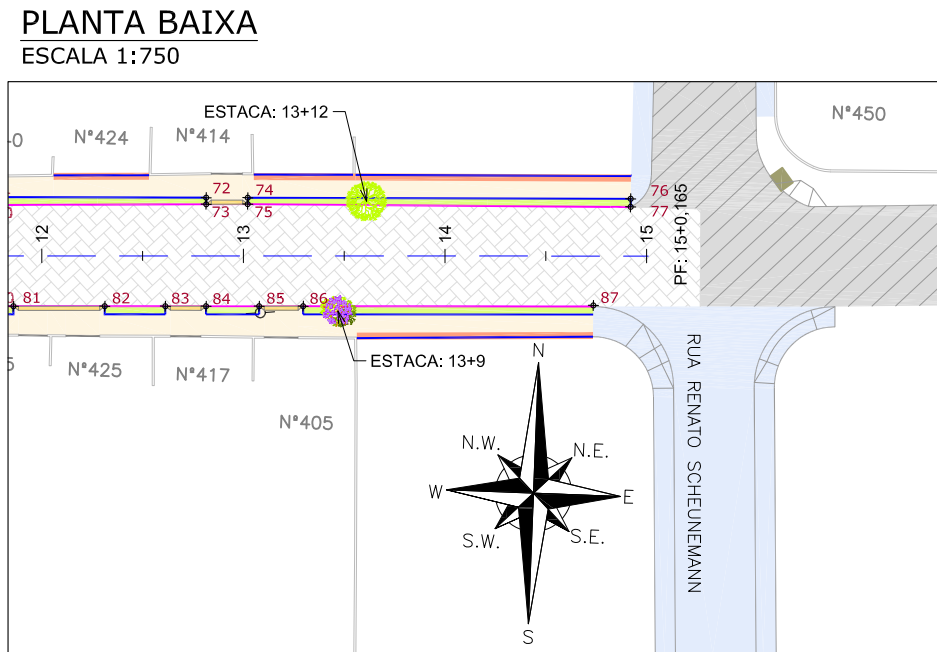 PLANTA BAIXA
ESCALA 1:750
ESTACA: 13+12
N°424
N°414
N°450
72
74
76
73
75
77
12
13
14
15
PF: 15+0,165
81
82
83
84
85
86
87
ESTACA: 13+9
N°425
N°417
N°405
RUA RENATO SCHEUNEMANN
N
N.W.
N.E.
W
E
S.W.
S.E.
S